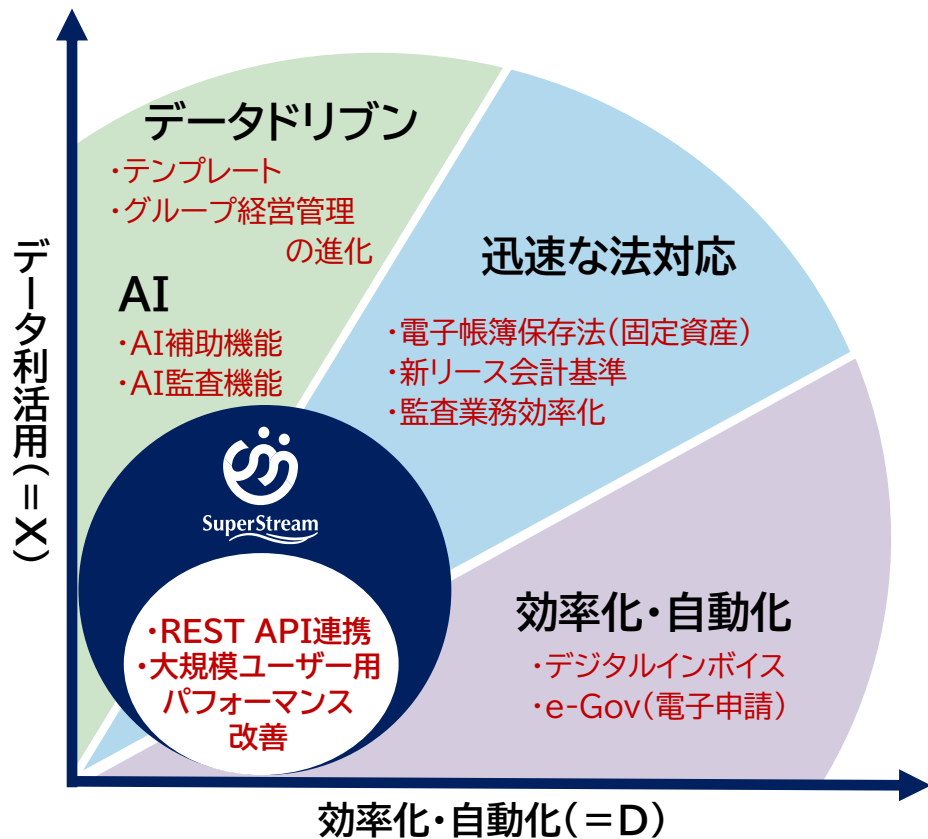 データドリブン
・テンプレート
・グループ経営管理
の進化
AI
・AI補助機能
・AI監査機能
迅速な法対応
・電子帳簿保存法(固定資産)
・新リース会計基準
・監査業務効率化
SuperStream
・REST API連携
・大規模ユーザー用
パフォーマンス
改善
効率化・自動化
・デジタルインボイス
・e-Gov(電子申請)
データ利活用(=X)
効率化・自動化(=D)